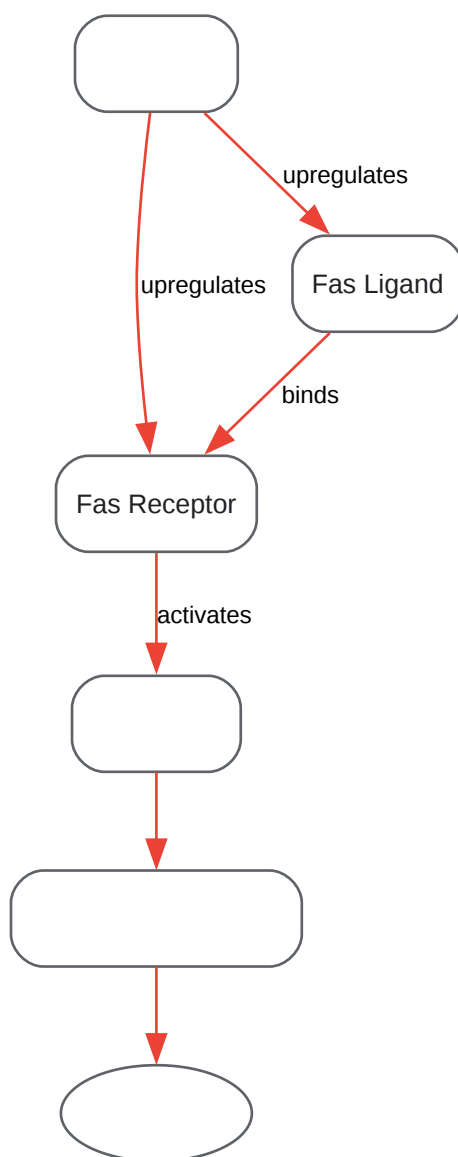 upregulates
Fas Ligand
upregulates
binds
Fas Receptor
activates